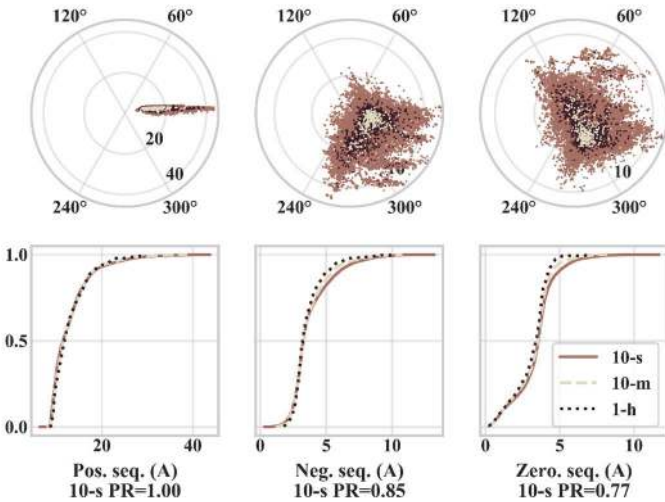 120° 60° 120° 60° 120° 60°
20 40 10 10
240° 300° 240° 300° 240° 300°
1.0
0.5
0.0
10-s
10-m
1-h
20 40 0 5 10 0 5 10
Pos. seq. (A) Neg. seq. (A) Zero. seq. (A)
10-s PR=1.00 10-s PR=0.85 10-s PR=0.77